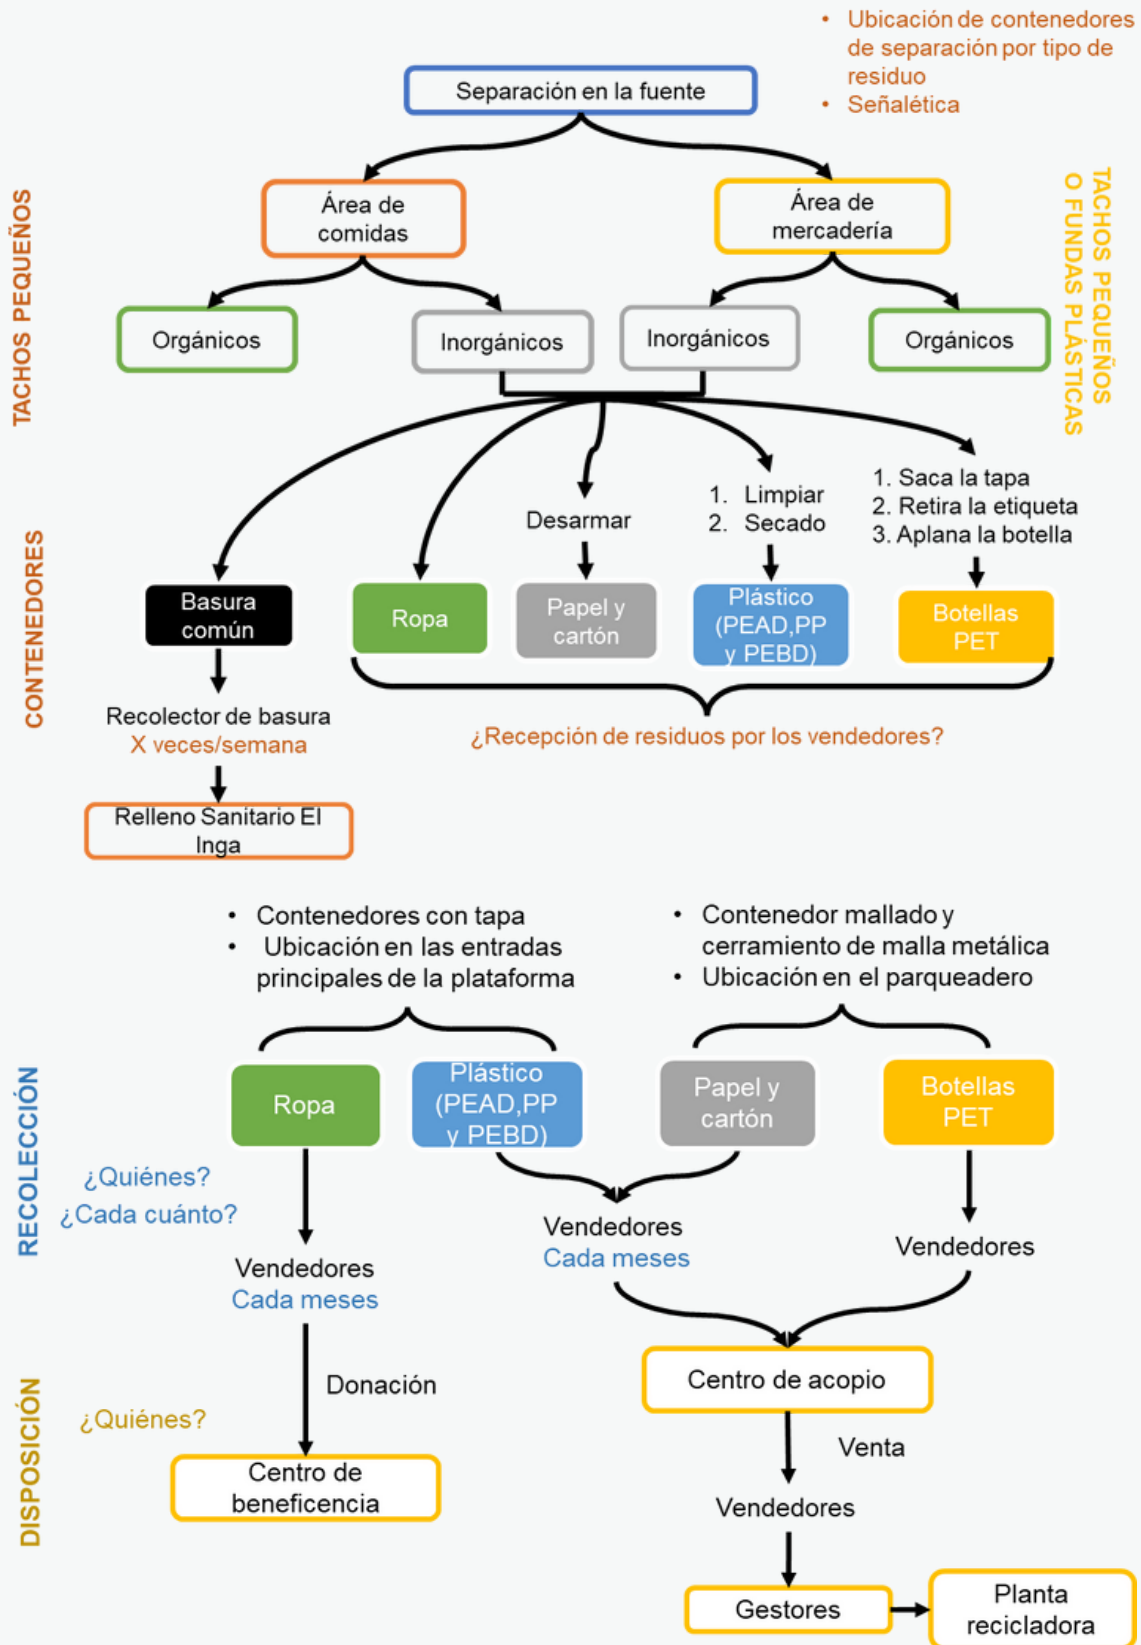 • Ubicación de contenedores
de separación por tipo de
residuo
• Señalética
Separación en la fuente
TACHOS PEQUEÑOS
Área de
comidas
Área de
mercadería
TACHOS PEQUEÑOS
O FUNDAS PLÁSTICAS
Orgánicos
Inorgánicos
Inorgánicos
Orgánicos
CONTENEDORES
Desarmar
1. Limpiar
2. Secado
1. Saca la tapa
2. Retira la etiqueta
3. Aplana la botella
Basura
común
Ropa
Papel y
cartón
Plástico
(PEAD,PP
y PEBD)
Botellas
PET
Recolector de basura
X veces/semana
¿Recepción de residuos por los vendedores?
Relleno Sanitario El
Inga
• Contenedores con tapa
• Ubicación en las entradas
principales de la plataforma
• Contenedor mallado y
cerramiento de malla metálica
• Ubicación en el parqueadero
RECOLECCIÓN
Ropa
Plástico
(PEAD,PP
y PEBD)
Papel y
cartón
Botellas
PET
¿Quiénes?
¿Cada cuánto?
Vendedores
Cada meses
Vendedores
Cada meses
Vendedores
DISPOSICIÓN
Donación
¿Quiénes?
Centro de
beneficencia
Centro de acopio
Venta
Vendedores
Gestores
Planta
recicladora